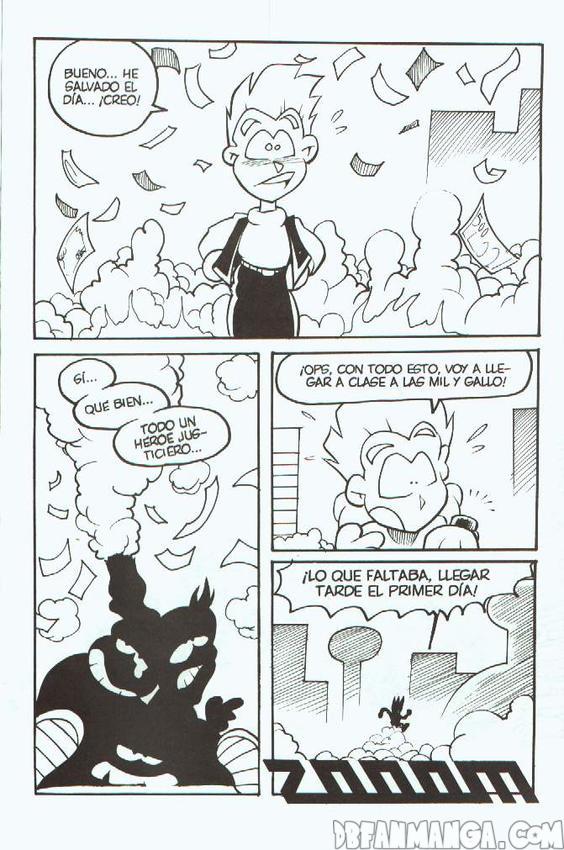 BUENO... HE
SALVADO EL
DÍA... ¡CREO!
SÍ...
QUE BIEN...
TODO UN
HEROE JUS-
TICIERO...
¡OPS, CON TODO ESTO, VOY A LLE-
GAR A CLASE A LAS MIL Y GALLO!
¡LO QUE FALTABA, LLEGAR
TARDE EL PRIMER DÍA!
ZOOOM
DBFANMANGA.COM